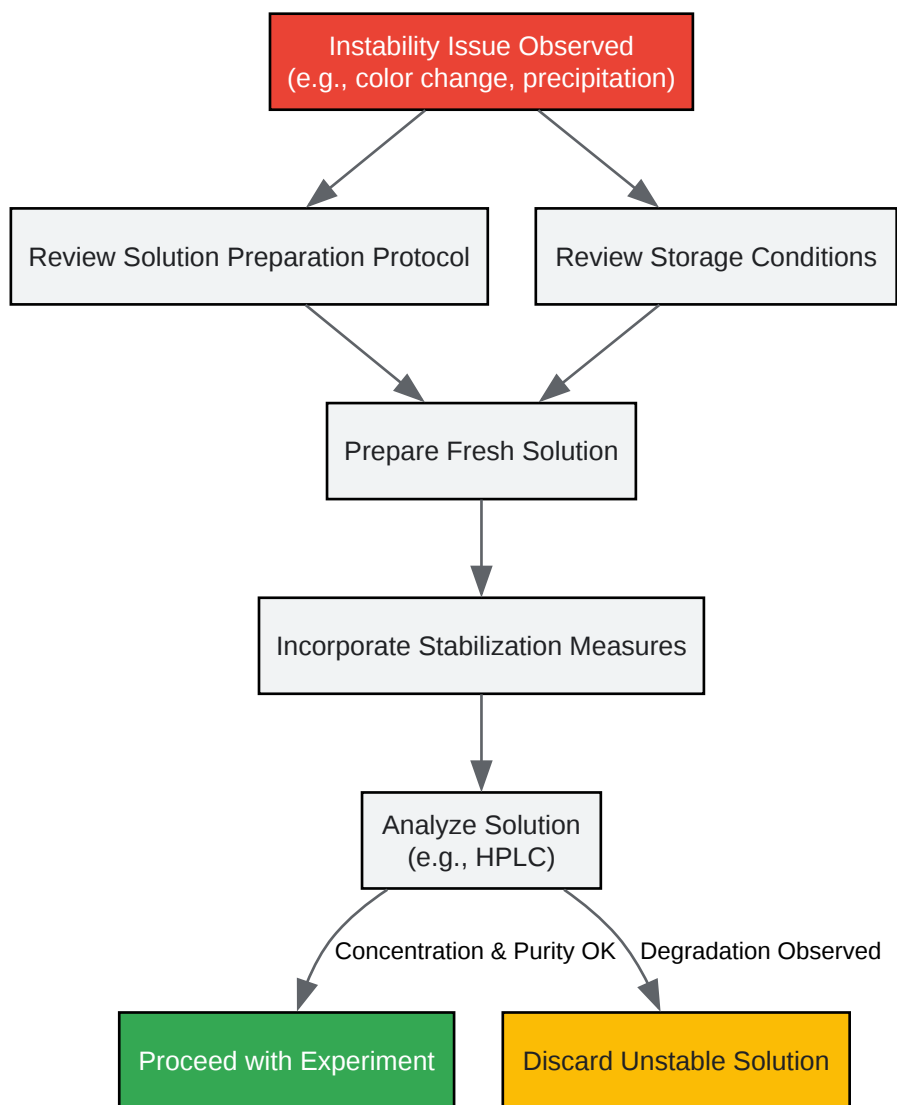 Instability Issue Observed
(e.g., color change, precipitation)
Review Solution Preparation Protocol
Review Storage Conditions
Prepare Fresh Solution
Incorporate Stabilization Measures
Analyze Solution
(e.g., HPLC)
Concentration & Purity OK
Degradation Observed
Proceed with Experiment
Discard Unstable Solution